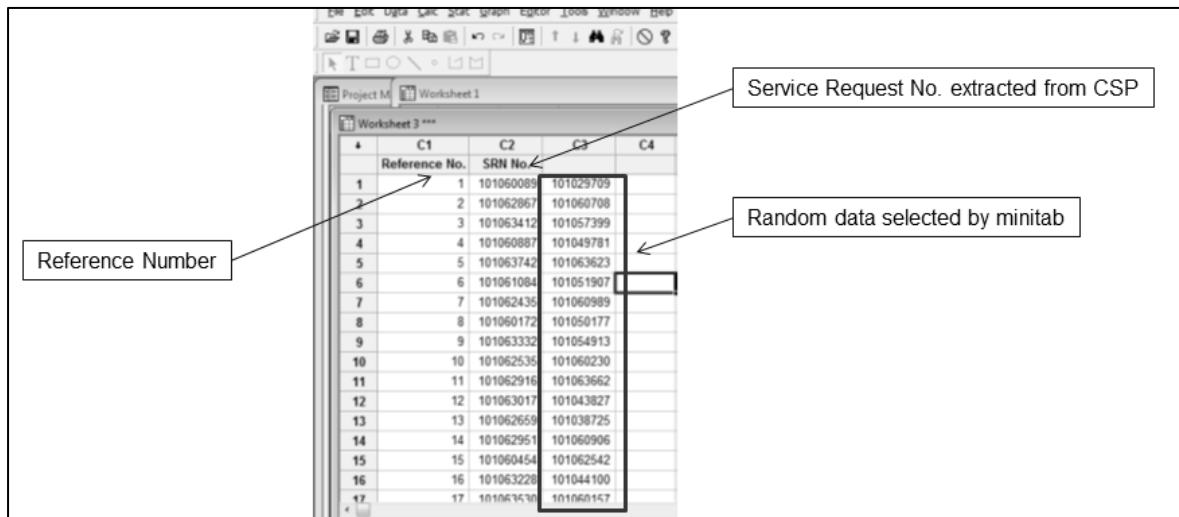 File Edit Data Calc Stat Graph Editor Tools Window Help
Project M Worksheet 1
Worksheet 3 ***
C1 C2 C3 C4
Reference No. SRN No.
1 1 101060089 101029709
2 2 101062867 101060708
3 3 101063412 101057399
4 4 101060887 101049781
5 5 101063742 101063623
6 6 101061084 101051907
7 7 101062435 101060989
8 8 101060172 101050177
9 9 101063332 101054913
10 10 101062535 101060230
11 11 101062916 101063662
12 12 101063017 101043827
13 13 101062659 101038725
14 14 101062951 101060906
15 15 101060454 101062542
16 16 101063228 101044100
17 17 101063530 101060157
Service Request No. extracted from CSP
Random data selected by minitab
Reference Number